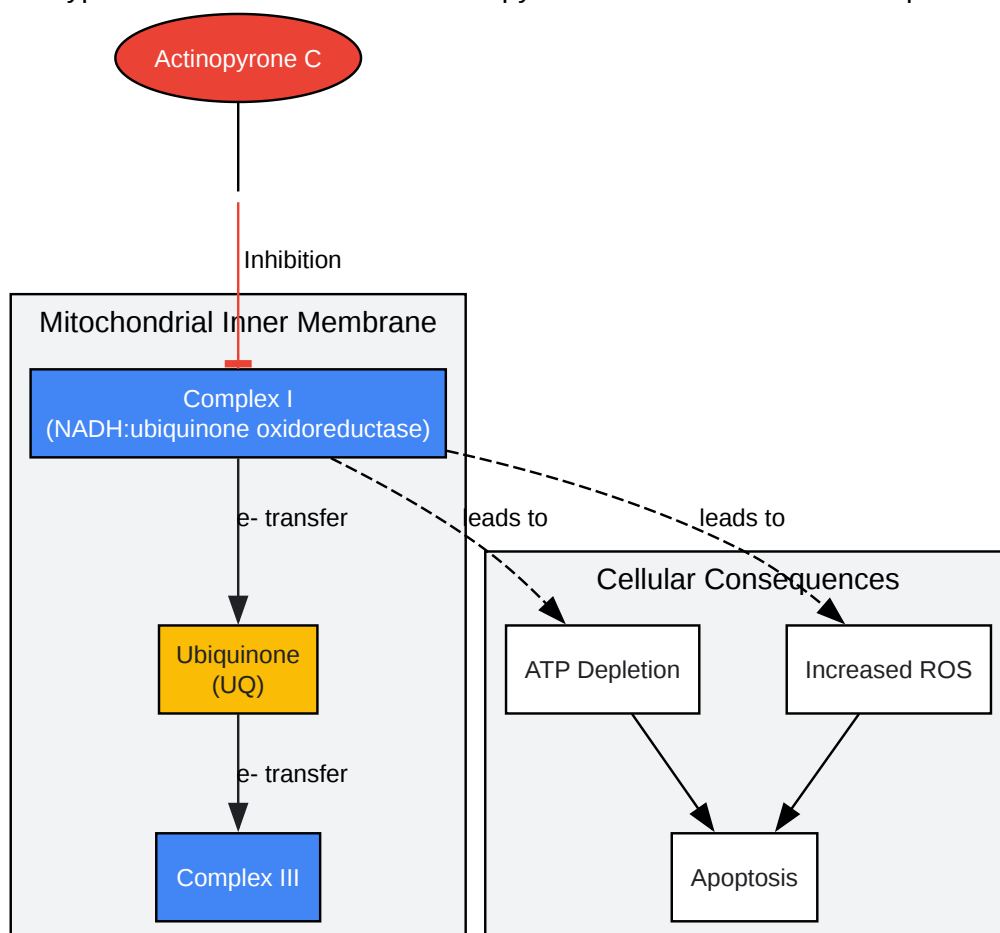 Actinopyrone C
Inhibition
Mitochondrial Inner Membrane
Complex I
(NADH:ubiquinone oxidoreductase)
e- transfer
leads to
leads to
Cellular Consequences
Ubiquinone
(UQ)
ATP Depletion
Increased ROS
e- transfer
Complex III
Apoptosis